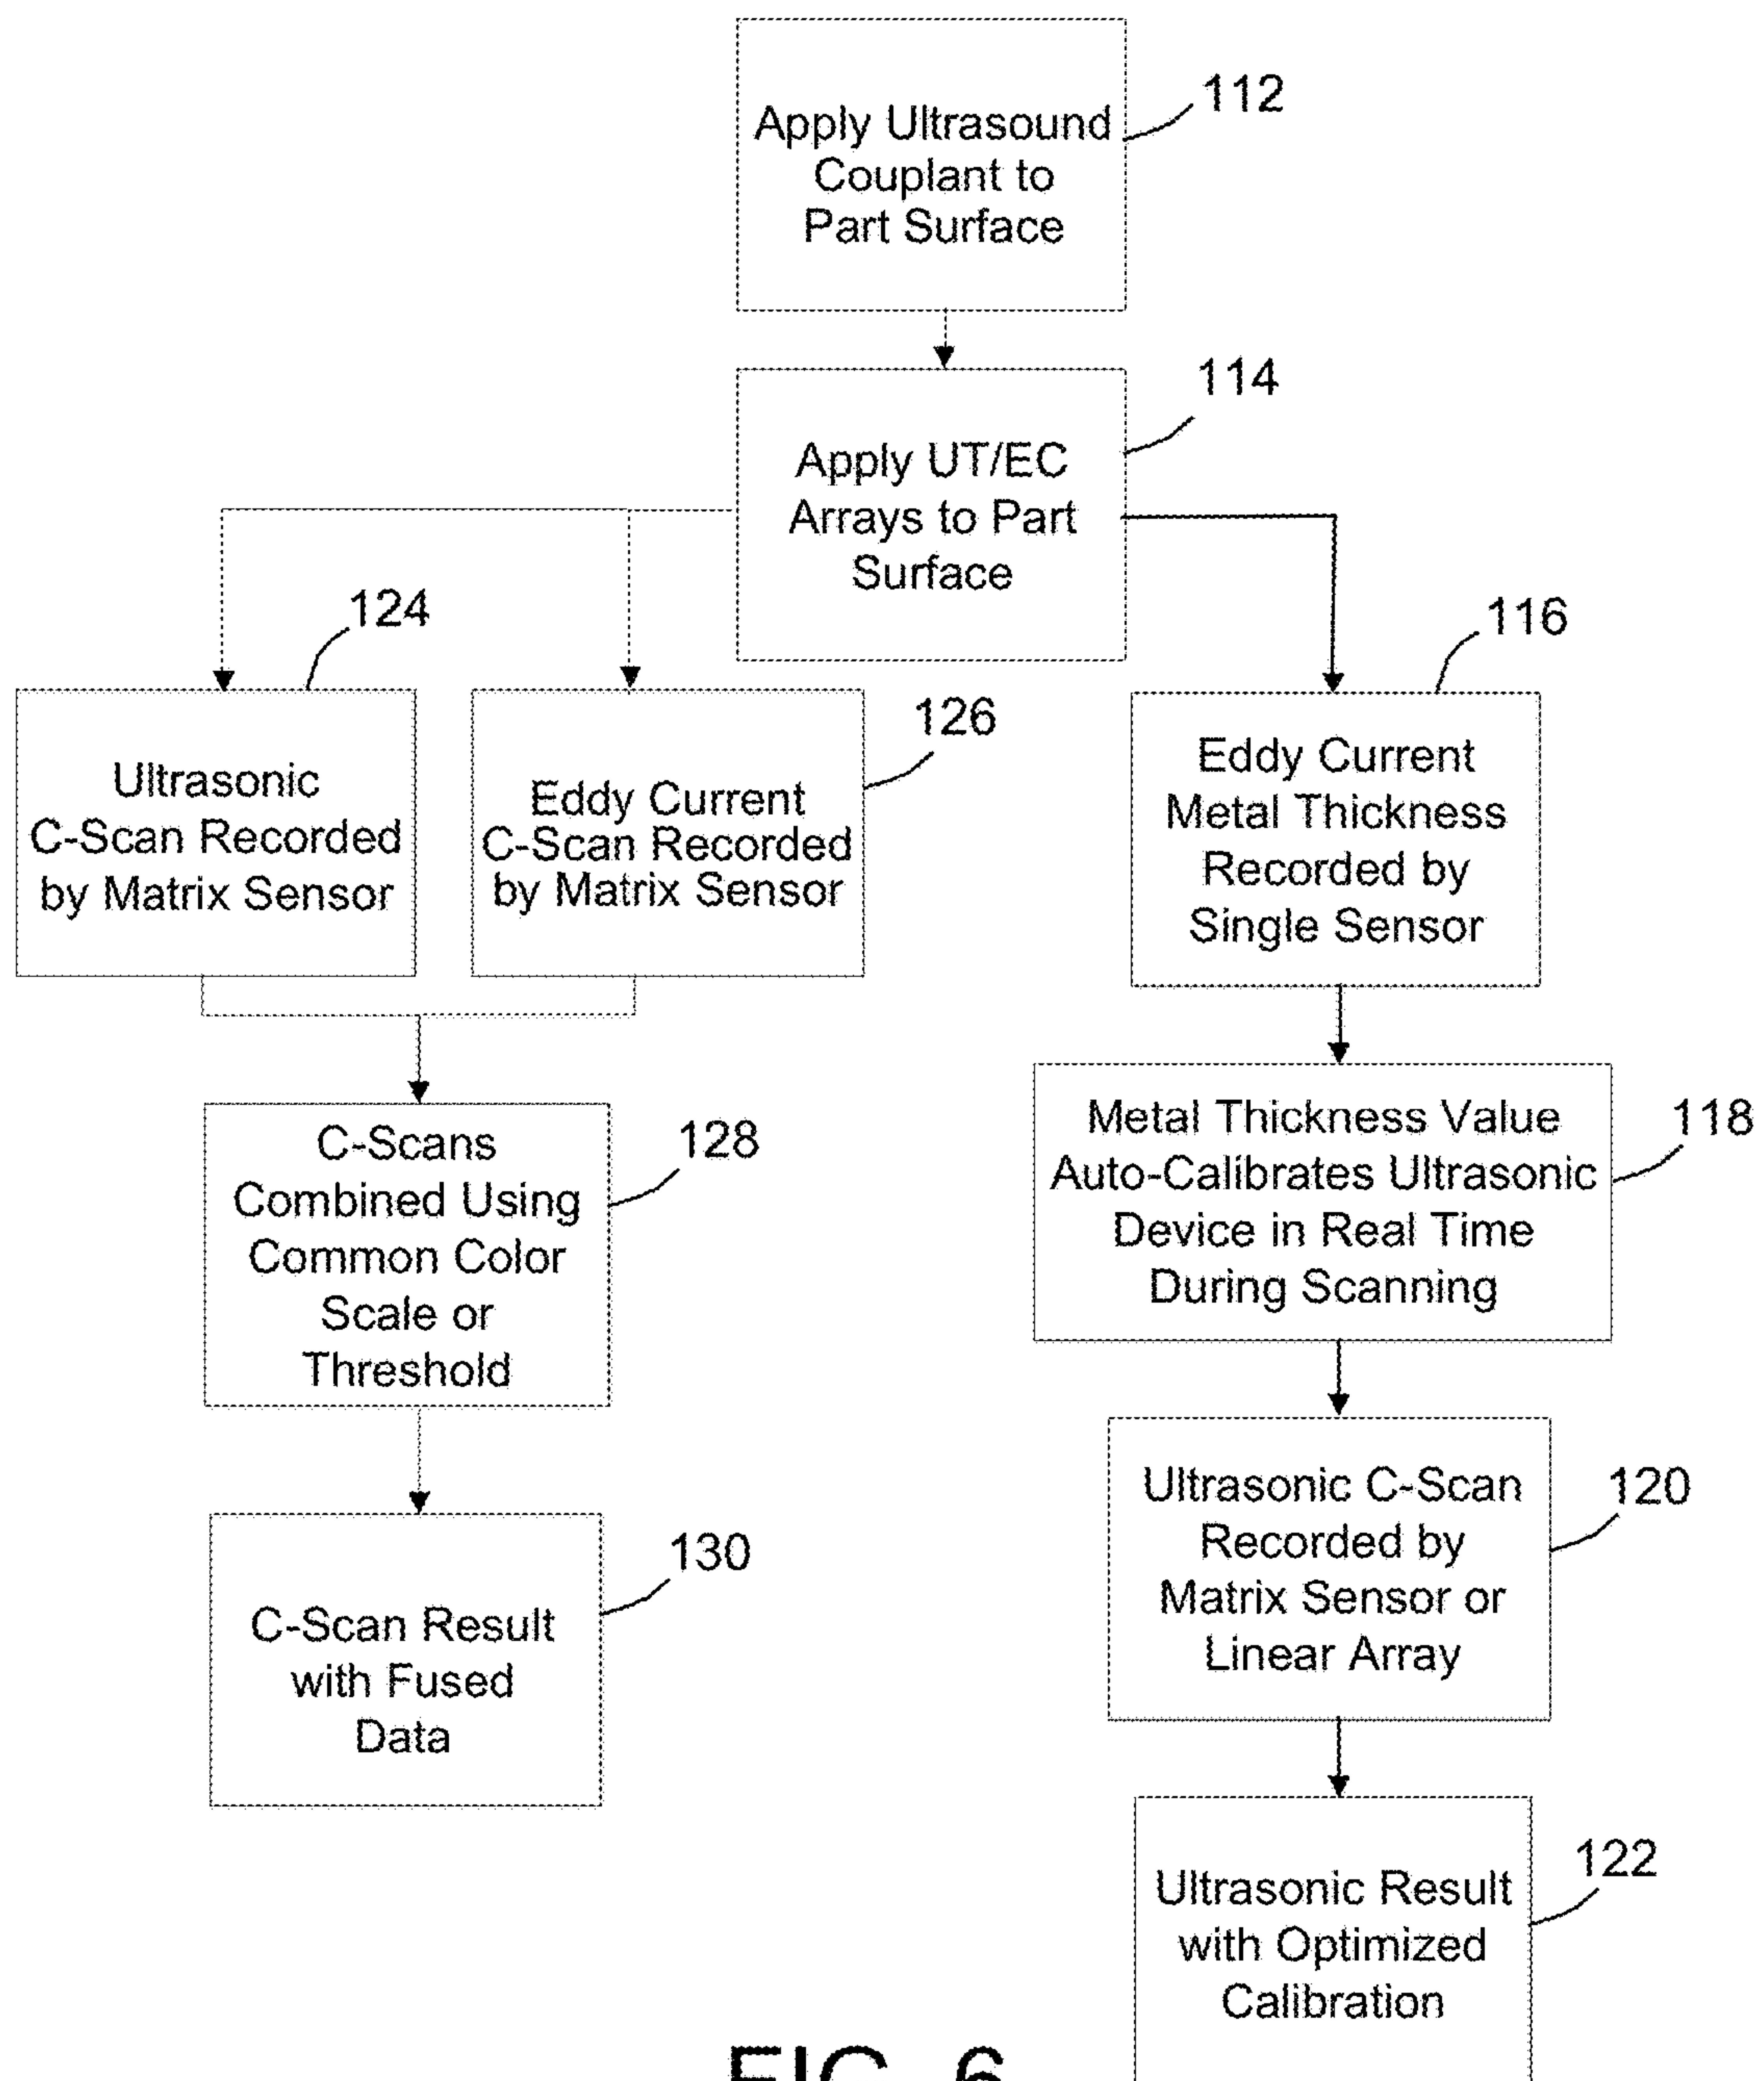 Apply Ultrasound
Couplant to
Part Surface
112
Apply UT/EC
Arrays to Part
Surface
114
124
Ultrasonic
C-Scan Recorded
by Matrix Sensor
126
Eddy Current
C-Scan Recorded
by Matrix Sensor
116
Eddy Current
Metal Thickness
Recorded by
Single Sensor
C-Scans
Combined Using
Common Color
Scale or
Threshold
128
Metal Thickness Value
Auto-Calibrates Ultrasonic
Device in Real Time
During Scanning
118
C-Scan Result
with Fused
Data
130
Ultrasonic C-Scan
Recorded by
Matrix Sensor or
Linear Array
120
Ultrasonic Result
with Optimized
Calibration
122
FIG. 6